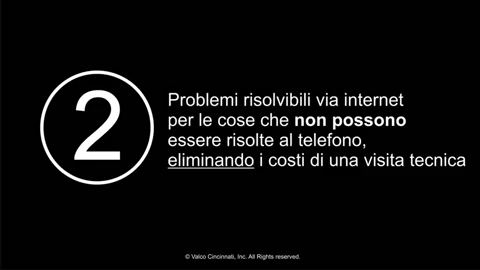 2
Problemi risolvibili via internet
per le cose che non possono
essere risolte al telefono,
eliminando i costi di una visita tecnica
© Valco Cincinnati, Inc. All Rights reserved.